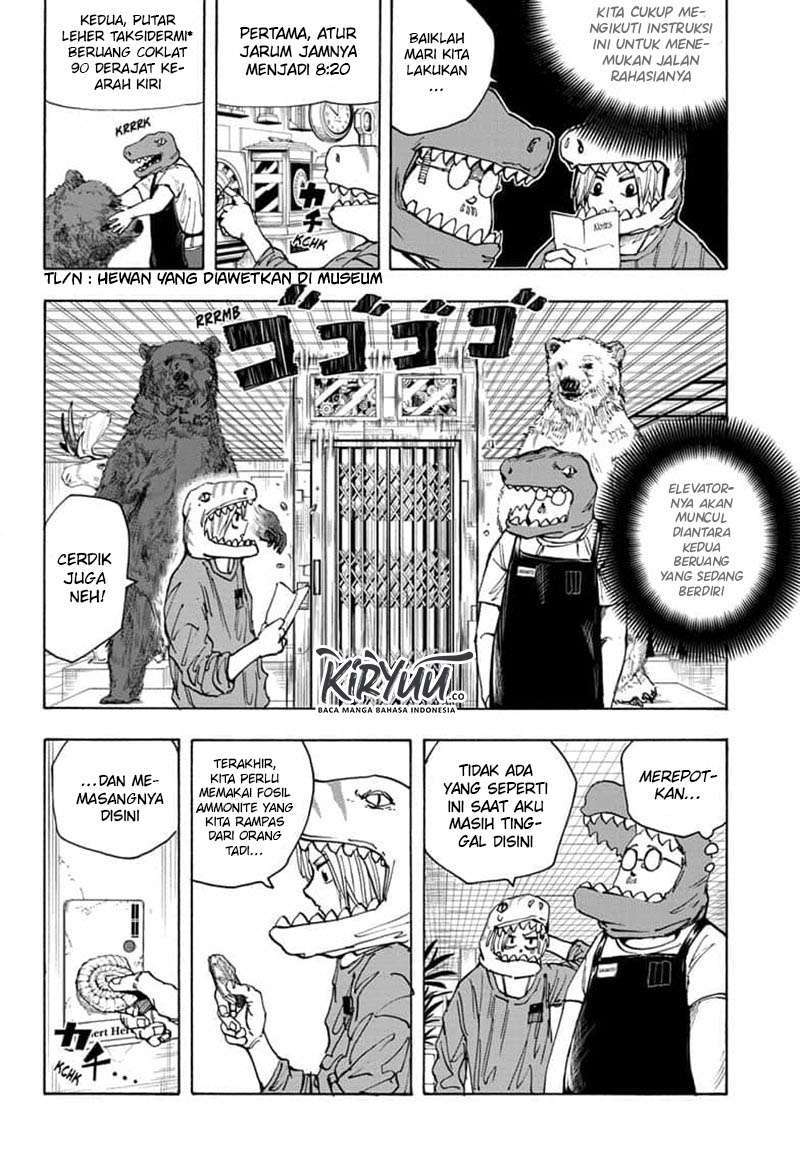 KITA CUKUP ME-
NGIKUTI INSTRUKSI
INI UNTUK MENE-
MUKAN JALAN
RAHASIANYA
BAIKLAH
MARI KITA
LAKUKAN
...
NOTES
PERTAMA, ATUR
JARUM JAMNYA
MENJADI 8:20
カチ
KCHK
KEDUA, PUTAR
LEHER TAKSIDERMI*
BERUANG COKLAT
90 DERAJAT KE-
ARAH KIRI
KRRRK
TL/N : HEWAN YANG DIAWETKAN DI MUSEUM
RRRMB
ゴゴゴゴ
ELEVATOR-
NYA AKAN
MUNCUL
DIANTARA
KEDUA
BERUANG
YANG SEDANG
BERDIRI
CERDIK
JUGA
NEH!
KIRYUU.CO
BACA MANGA BAHASA INDONESIA
MEREPOT-
KAN...
TIDAK ADA
YANG SEPERTI
INI SAAT AKU
MASIH TING-
GAL DISINI
TERAKHIR,
KITA PERLU
MEMAKAI FOSIL
AMMONITE YANG
KITA RAMPAS
DARI ORANG
TADI...
...DAN ME-
MASANGNYA
DISINI
カチ...
KCHK